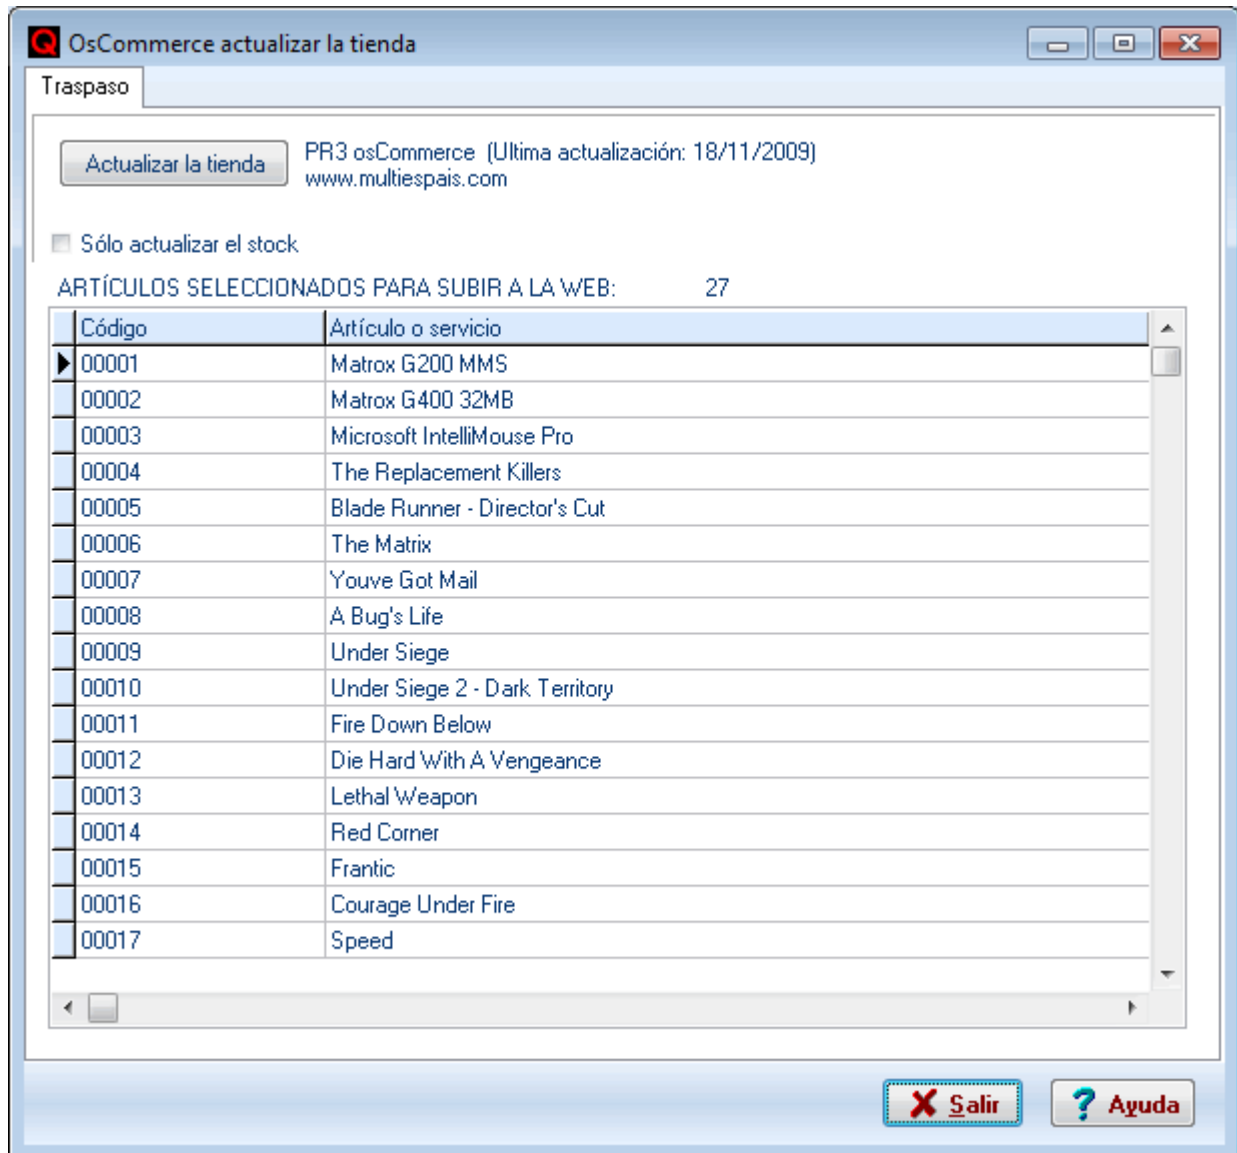 OsCommerce actualizar la tienda
Traspaso
Actualizar la tienda
PR3 osCommerce (Ultima actualización: 18/11/2009)
www.multiespais.com
Sólo actualizar el stock
ARTÍCULOS SELECCIONADOS PARA SUBIR A LA WEB: 27
Código Artículo o servicio
00001 Matrox G200 MMS
00002 Matrox G400 32MB
00003 Microsoft IntelliMouse Pro
00004 The Replacement Killers
00005 Blade Runner - Director's Cut
00006 The Matrix
00007 Youve Got Mail
00008 A Bug's Life
00009 Under Siege
00010 Under Siege 2 - Dark Territory
00011 Fire Down Below
00012 Die Hard With A Vengeance
00013 Lethal Weapon
00014 Red Corner
00015 Frantic
00016 Courage Under Fire
00017 Speed
Salir
Ayuda